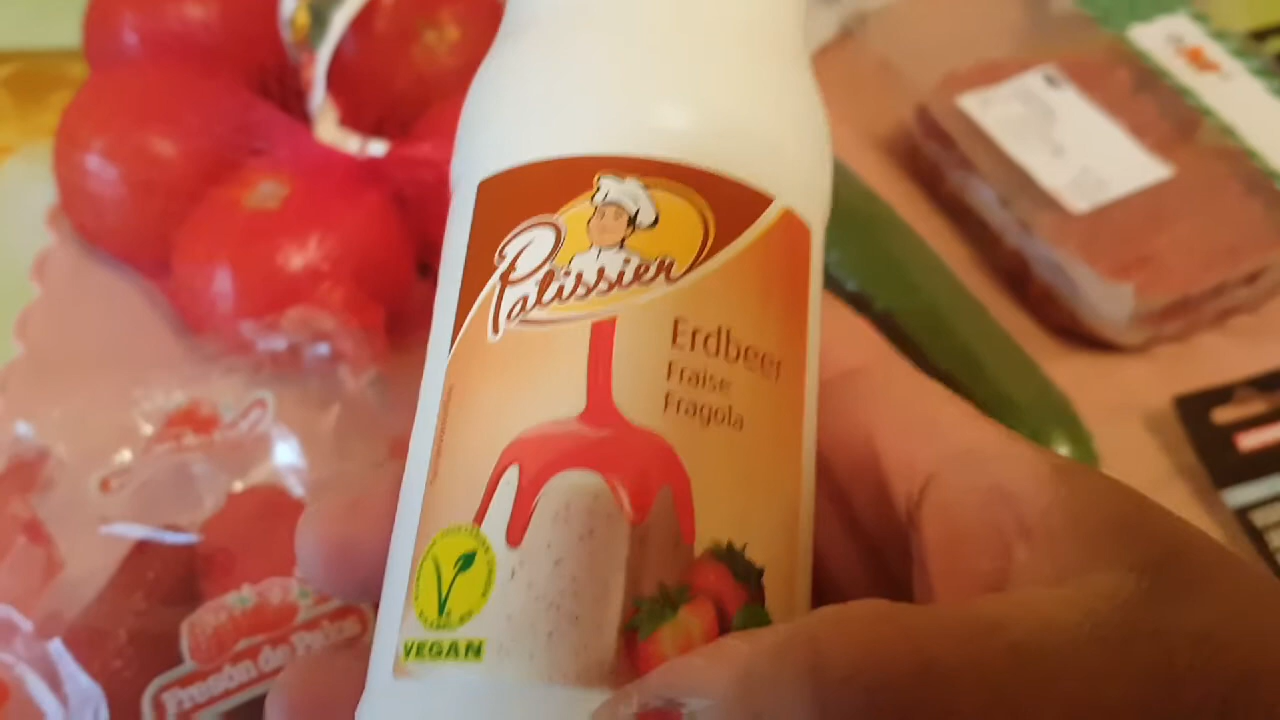 Patissier
Erdbeer
Fraise
Fragola
VEGAN
Fresón de Palos